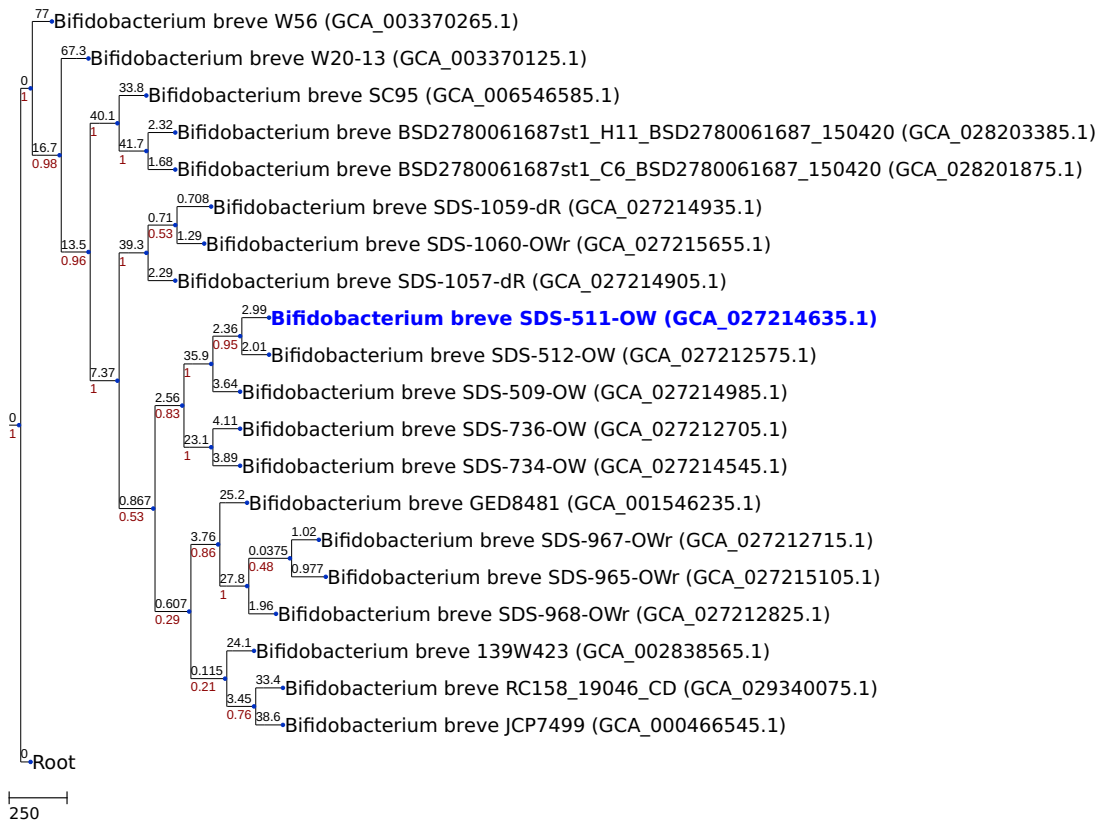 77
Bifidobacterium breve W56 (GCA_003370265.1)
67.3
Bifidobacterium breve W20-13 (GCA_003370125.1)
0
1
33.8
Bifidobacterium breve SC95 (GCA_006546585.1)
40.1
1
2.32
Bifidobacterium breve BSD2780061687st1_H11_BSD2780061687_150420 (GCA_028203385.1)
16.7
0.98
41.7
1
1.68
Bifidobacterium breve BSD2780061687st1_C6_BSD2780061687_150420 (GCA_028201875.1)
0.708
Bifidobacterium breve SDS-1059-dR (GCA_027214935.1)
0.71
0.53
1.29
Bifidobacterium breve SDS-1060-OWr (GCA_027215655.1)
13.5
0.96
39.3
1
2.29
Bifidobacterium breve SDS-1057-dR (GCA_027214905.1)
2.99
Bifidobacterium breve SDS-511-OW (GCA_027214635.1)
2.36
0.95
2.01
Bifidobacterium breve SDS-512-OW (GCA_027212575.1)
35.9
1
7.37
1
3.64
Bifidobacterium breve SDS-509-OW (GCA_027214985.1)
2.56
0.83
4.11
Bifidobacterium breve SDS-736-OW (GCA_027212705.1)
0
1
23.1
1
3.89
Bifidobacterium breve SDS-734-OW (GCA_027214545.1)
0.867
0.53
25.2
Bifidobacterium breve GED8481 (GCA_001546235.1)
3.76
0.86
1.02
Bifidobacterium breve SDS-967-OWr (GCA_027212715.1)
0.0375
0.48
0.977
Bifidobacterium breve SDS-965-OWr (GCA_027215105.1)
27.8
1
1.96
Bifidobacterium breve SDS-968-OWr (GCA_027212825.1)
0.607
0.29
24.1
Bifidobacterium breve 139W423 (GCA_002838565.1)
0.115
0.21
33.4
Bifidobacterium breve RC158_19046_CD (GCA_029340075.1)
3.45
0.76
38.6
Bifidobacterium breve JCP7499 (GCA_000466545.1)
0
Root
250